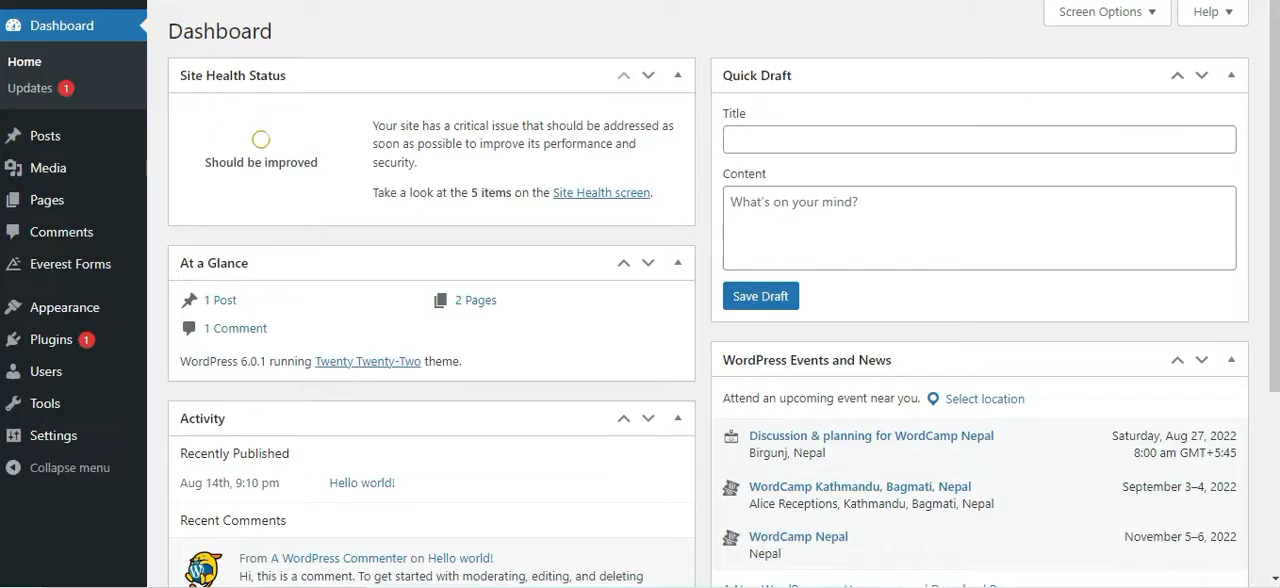 Dashboard
Home
Updates 1
Posts
Media
Pages
Comments
Everest Forms
Appearance
Plugins 1
Users
Tools
Settings
Collapse menu
Screen Options
Help
Dashboard
Site Health Status
Should be improved
Your site has a critical issue that should be addressed as
soon as possible to improve its performance and
security.
Take a look at the 5 items on the Site Health screen.
At a Glance
1 Post
2 Pages
1 Comment
WordPress 6.0.1 running Twenty Twenty-Two theme.
Activity
Recently Published
Aug 14th, 9:10 pm Hello world!
Recent Comments
From A WordPress Commenter on Hello world!
Hi, this is a comment. To get started with moderating, editing, and deleting
Quick Draft
Title
Content
What's on your mind?
Save Draft
WordPress Events and News
Attend an upcoming event near you. Select location
Discussion & planning for WordCamp Nepal
Birgunj, Nepal
Saturday, Aug 27, 2022
8:00 am GMT+5:45
WordCamp Kathmandu, Bagmati, Nepal
Alice Receptions, Kathmandu, Bagmati, Nepal
September 3–4, 2022
WordCamp Nepal
Nepal
November 5–6, 2022